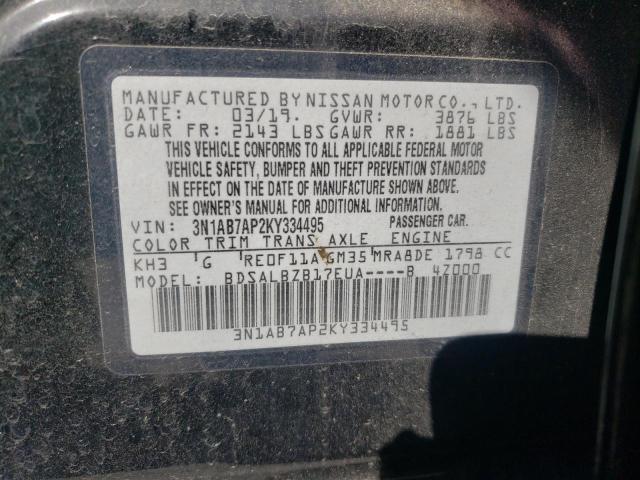 MANUFACTURED BY NISSAN MOTOR CO., LTD.
DATE: 03/19. GVWR: 3876 LBS
GAWR FR: 2143 LBS GAWR RR: 1881 LBS
THIS VEHICLE CONFORMS TO ALL APPLICABLE FEDERAL MOTOR
VEHICLE SAFETY, BUMPER AND THEFT PREVENTION STANDARDS
IN EFFECT ON THE DATE OF MANUFACTURE SHOWN ABOVE.
SEE OWNER'S MANUAL FOR ADDITIONAL INFORMATION.
VIN: 3N1AB7AP2KY334495 PASSENGER CAR.
COLOR TRIM TRANS AXLE ENGINE
KH3 'G 'RE0F11A'GM35'MRA8DE 1798 CC
MODEL: BDSALBZB17EUA----B 4Z000
3N1AB7AP2KY334495